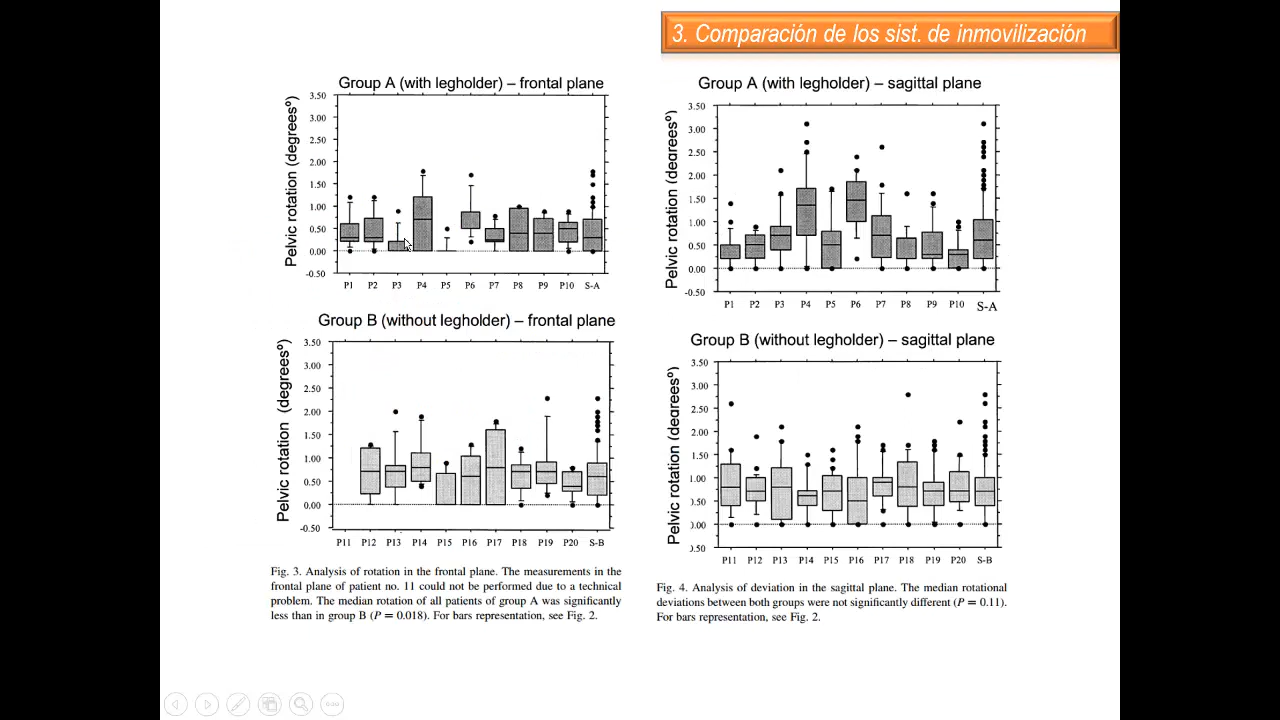 3. Comparación de los sist. de inmovilización
Group A (with legholder) – frontal plane
Pelvic rotation (degreesº)
3.50
3.00
2.50
2.00
1.50
1.00
0.50
0.00
-0.50
P1 P2 P3 P4 P5 P6 P7 P8 P9 P10 S-A
Group B (without legholder) – frontal plane
Pelvic rotation (degreesº)
3.50
3.00
2.50
2.00
1.50
1.00
0.50
0.00
-0.50
P11 P12 P13 P14 P15 P16 P17 P18 P19 P20 S-B
Fig. 3. Analysis of rotation in the frontal plane. The measurements in the
frontal plane of patient no. 11 could not be performed due to a technical
problem. The median rotation of all patients of group A was significantly
less than in group B (P = 0.018). For bars representation, see Fig. 2.
Group A (with legholder) – sagittal plane
Pelvic rotation (degreesº)
3.50
3.00
2.50
2.00
1.50
1.00
0.50
0.00
-0.50
P1 P2 P3 P4 P5 P6 P7 P8 P9 P10 S-A
Group B (without legholder) – sagittal plane
Pelvic rotation (degreesº)
3.50
3.00
2.50
2.00
1.50
1.00
0.50
0.00
0.50
P11 P12 P13 P14 P15 P16 P17 P18 P19 P20 S-B
Fig. 4. Analysis of deviation in the sagittal plane. The median rotational
deviations between both groups were not significantly different (P = 0.11).
For bars representation, see Fig. 2.